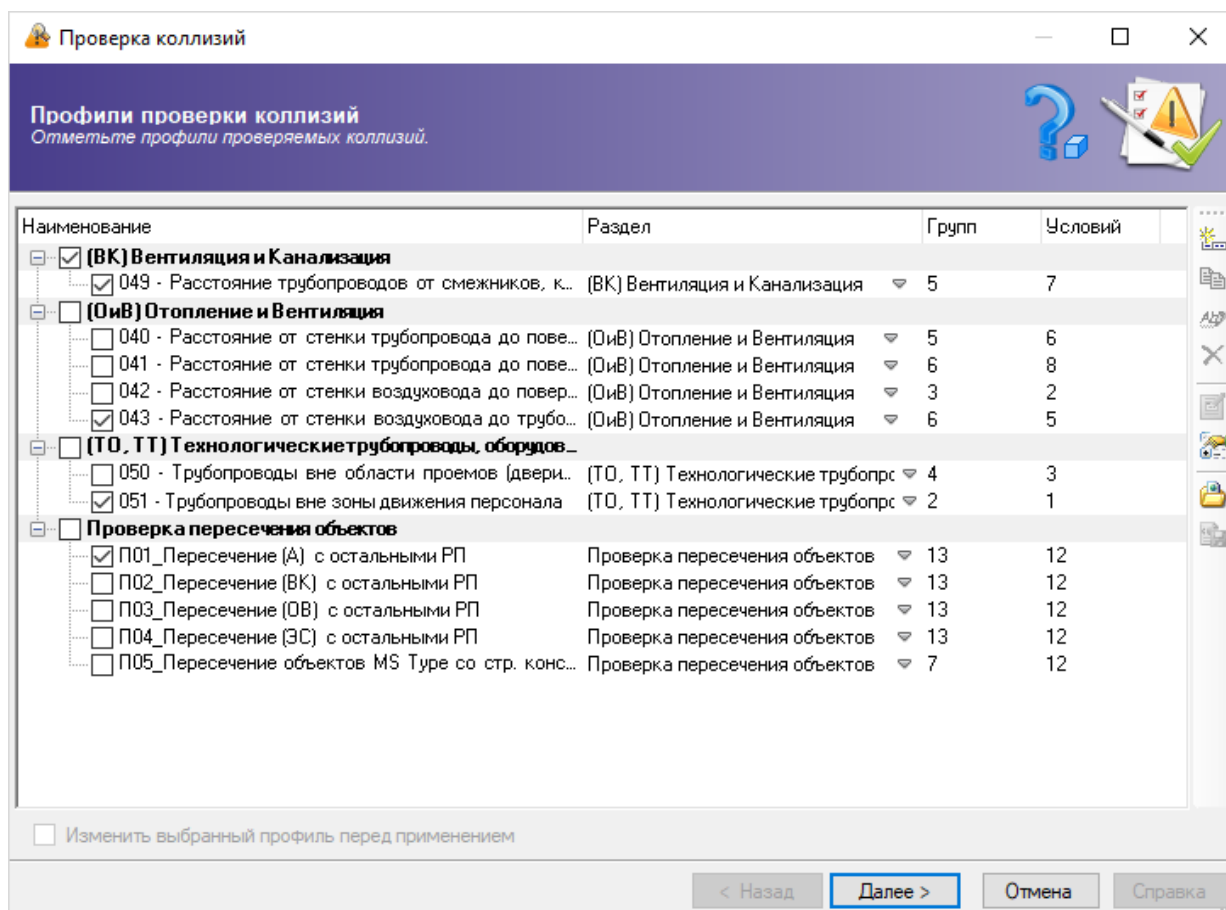 Проверка коллизий
Профили проверки коллизий
Отметьте профили проверяемых коллизий.
Наименование Раздел Групп Условий
(ВК) Вентиляция и Канализация
049 - Расстояние трубопроводов от смежников, к... (ВК) Вентиляция и Канализация 5 7
(ОиВ) Отопление и Вентиляция
040 - Расстояние от стенки трубопровода до пове... (ОиВ) Отопление и Вентиляция 5 6
041 - Расстояние от стенки трубопровода до пове... (ОиВ) Отопление и Вентиляция 6 8
042 - Расстояние от стенки воздуховода до повер... (ОиВ) Отопление и Вентиляция 3 2
043 - Расстояние от стенки воздуховода до трубо... (ОиВ) Отопление и Вентиляция 6 5
(ТО, ТТ) Технологические трубопроводы, оборудов...
050 - Трубопроводы вне области проемов (двери... (ТО, ТТ) Технологические трубопрс 4 3
051 - Трубопроводы вне зоны движения персонала (ТО, ТТ) Технологические трубопрс 2 1
Проверка пересечения объектов
П01_Пересечение (А) с остальными РП Проверка пересечения объектов 13 12
П02_Пересечение (ВК) с остальными РП Проверка пересечения объектов 13 12
П03_Пересечение (ОВ) с остальными РП Проверка пересечения объектов 13 12
П04_Пересечение (ЭС) с остальными РП Проверка пересечения объектов 13 12
П05_Пересечение объектов MS Type со стр. конс... Проверка пересечения объектов 7 12
Изменить выбранный профиль перед применением
< Назад Далее > Отмена Справка